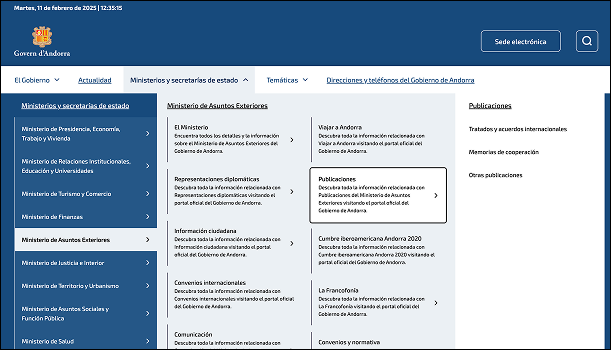 Martes, 11 de febrero de 2025 | 12:35:15
Govern d'Andorra
Sede electrónica
El Gobierno
Actualidad
Ministerios y secretarías de estado
Temáticas
Direcciones y teléfonos del Gobierno de Andorra
Ministerios y secretarías de estado
Ministerio de Presidencia, Economía,
Trabajo y Vivienda
Ministerio de Relaciones Institucionales,
Educación y Universidades
Ministerio de Turismo y Comercio
Ministerio de Finanzas
Ministerio de Asuntos Exteriores
Ministerio de Justicia e Interior
Ministerio de Territorio y Urbanismo
Ministerio de Asuntos Sociales y
Función Pública
Ministerio de Salud
Ministerio de Asuntos Exteriores
El Ministerio
Encuentra todos los detalles y la información
sobre el Ministerio de Asuntos Exteriores del
Gobierno de Andorra.
Representaciones diplomáticas
Descubra toda la información relacionada con
Representaciones diplomáticas visitando el
portal oficial del Gobierno de Andorra.
Información ciudadana
Descubra toda la información relacionada con
Información ciudadana visitando el portal
oficial del Gobierno de Andorra.
Convenios internacionales
Descubra toda la información relacionada con
Convenios internacionales visitando el portal oficial
del Gobierno de Andorra.
Comunicación
Descubra toda la información relacionada con
Viajar a Andorra
Descubra toda la información relacionada con
Viajar a Andorra visitando el portal oficial del
Gobierno de Andorra.
Publicaciones
Descubra toda la información relacionada con
Publicaciones del Ministerio de Asuntos
Exteriores visitando el portal oficial del
Gobierno de Andorra.
Cumbre iberoamericana Andorra 2020
Descubra toda la información relacionada con
Cumbre iberoamericana Andorra 2020 visitando el
portal oficial del Gobierno de Andorra.
La Francofonía
Descubra toda la información relacionada con
La Francofonía visitando el portal oficial del
Gobierno de Andorra.
Convenios y normativa
Publicaciones
Tratados y acuerdos internacionales
Memorias de cooperación
Otras publicaciones